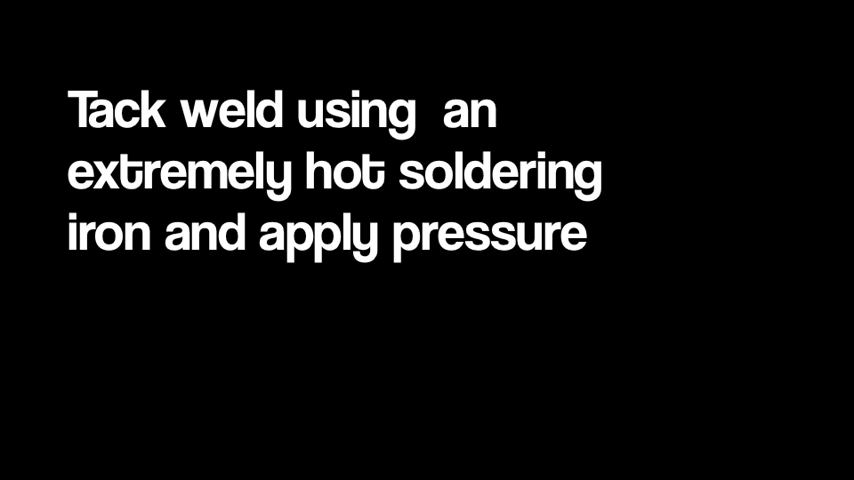 Tack weld using  an
extremely hot soldering
iron and apply pressure